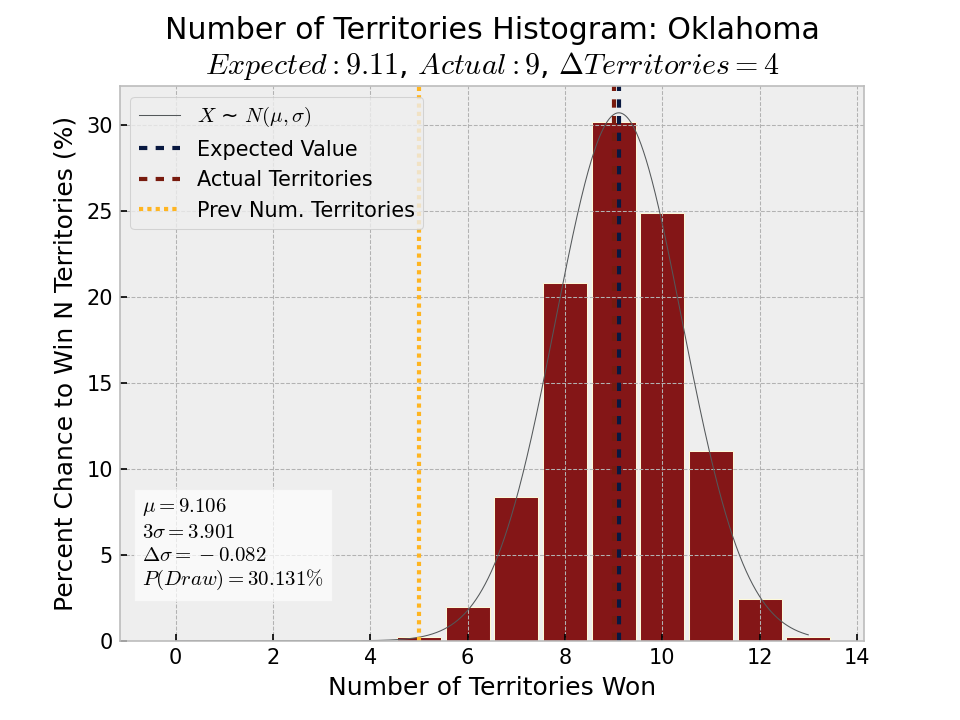 Number of Territories Histogram: Oklahoma
Expected : 9.11, Actual : 9, ΔTerritories = 4
X ∼ N(μ, σ)
Expected Value
Actual Territories
Prev Num. Territories
Percent Chance to Win N Territories (%)
30
25
20
15
10
5
0
μ = 9.106
3σ = 3.901
Δσ = −0.082
P(Draw) = 30.131%
0 2 4 6 8 10 12 14
Number of Territories Won